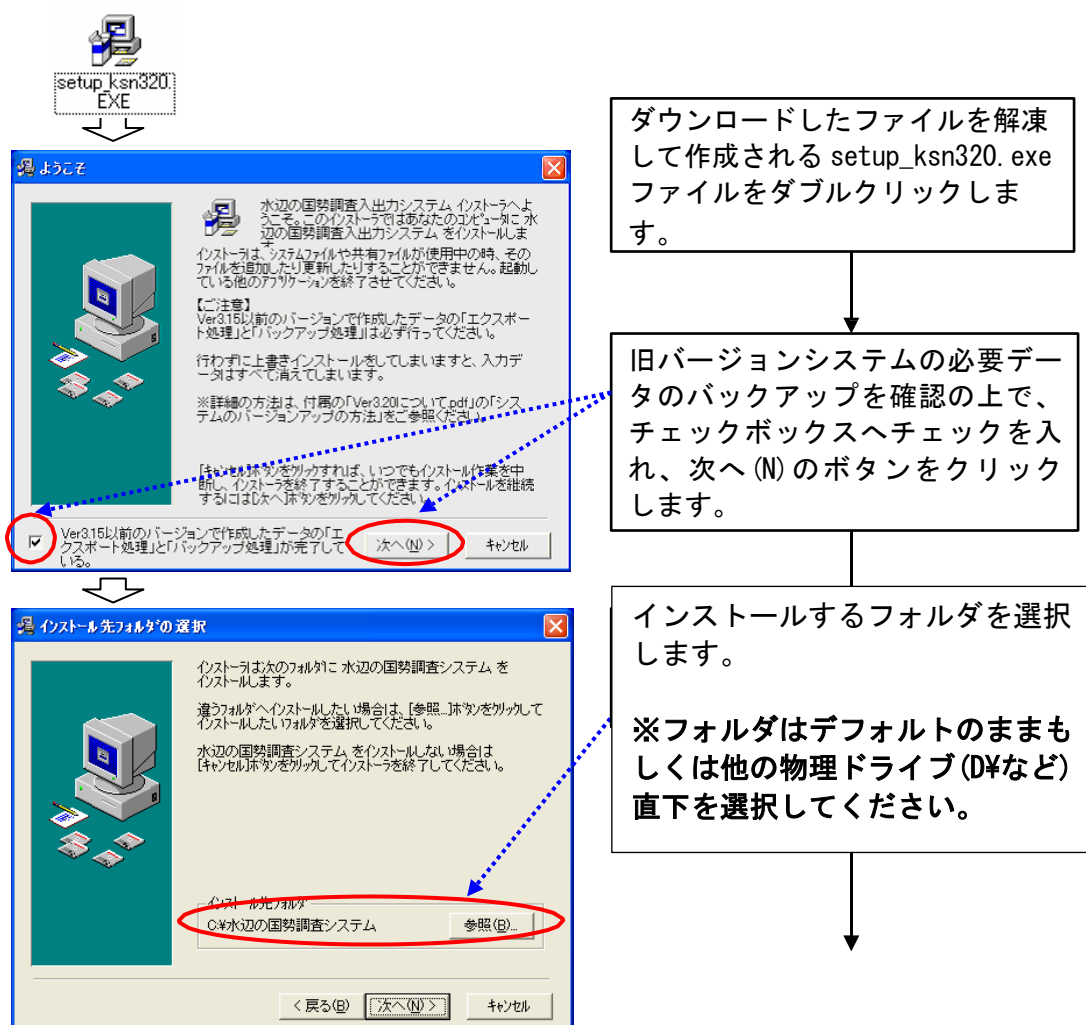 setup_ksn320.
EXE
ダウンロードしたファイルを解凍
して作成される setup_ksn320.exe
ファイルをダブルクリックしま
す。
ようこそ
水辺の国勢調査入出力システム インストーラへよ
うこそ。このインストーラではあなたのコンピュータに 水
辺の国勢調査入出力システム をインストールしま
す。
インストーラは、システムファイルや共有ファイルが使用中の時、その
ファイルを追加したり更新したりすることができません。起動し
ている他のアプリケーションを終了させてください。
【ご注意】
Ver3.15以前のバージョンで作成したデータの「エクスポー
ト処理」と「バックアップ処理」は必ず行ってください。
行わずに上書きインストールをしてしまいますと、入力デ
ータはすべて消えてしまいます。
※詳細の方法は、付属の「Ver3.20について.pdf」の「シス
テムのバージョンアップの方法」をご参照ください。
[キャンセル]ボタンをクリックすれば、いつでもインストール作業を中
断し、インストーラを終了することができます。インストールを継続
するには[次へ]ボタンをクリックしてください。
Ver3.15以前のバージョンで作成したデータの「エ
クスポート処理」と「バックアップ処理」が完了して
いる。
次へ(N) >
キャンセル
旧バージョンシステムの必要デー
タのバックアップを確認の上で、
チェックボックスへチェックを入
れ、次へ(N)のボタンをクリック
します。
インストール先フォルダの選択
インストーラは次のフォルダに 水辺の国勢調査システム を
インストールします。
違うフォルダへインストールしたい場合は、[参照...]ボタンをクリックして
インストールしたいフォルダを選択してください。
水辺の国勢調査システム をインストールしない場合は
[キャンセル]ボタンをクリックしてインストーラを終了してください。
インストール先フォルダ
C:¥水辺の国勢調査システム
参照(B)...
< 戻る(B)
次へ(N) >
キャンセル
インストールするフォルダを選択
します。
※フォルダはデフォルトのままも
しくは他の物理ドライブ(D¥など)
直下を選択してください。